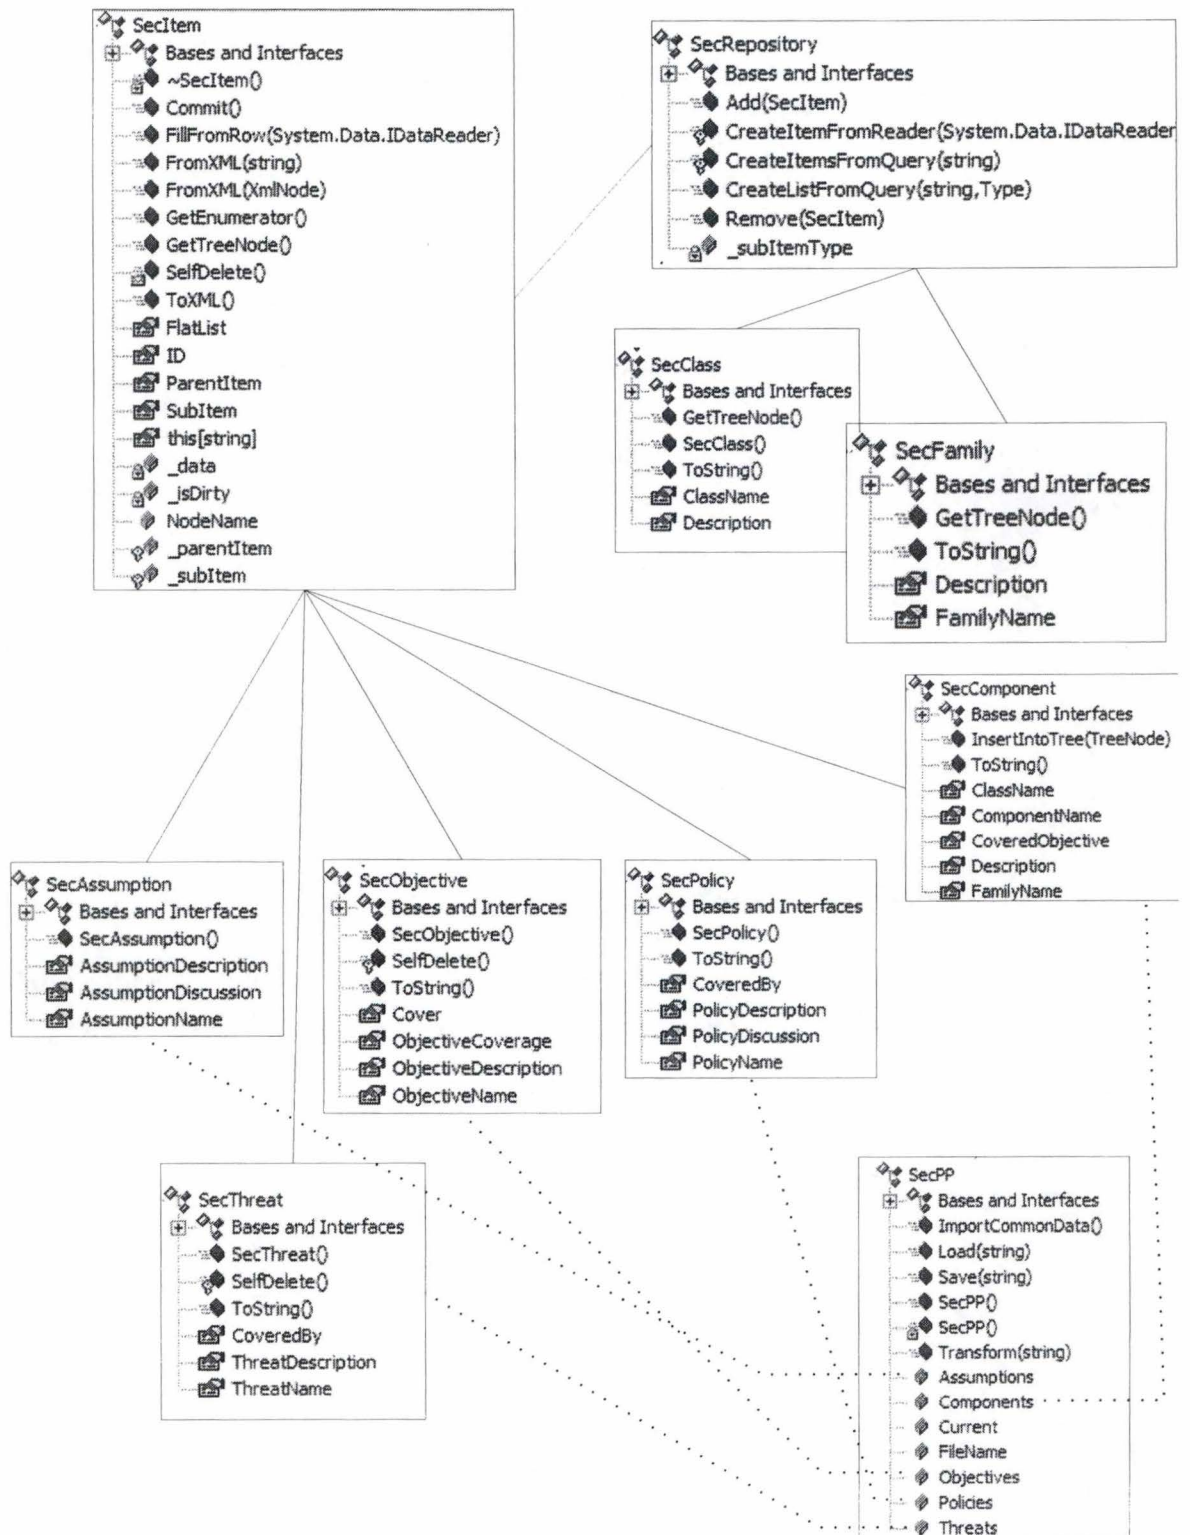 SecItem
Bases and Interfaces
~SecItem()
Commit()
FillFromRow(System.Data.IDataReader)
FromXML(string)
FromXML(XmlNode)
GetEnumerator()
GetTreeNode()
SelfDelete()
ToXML()
FlatList
ID
ParentItem
SubItem
this[string]
_data
_isDirty
NodeName
_parentItem
_subItem
SecRepository
Bases and Interfaces
Add(SecItem)
CreateItemFromReader(System.Data.IDataReader
CreateItemsFromQuery(string)
CreateListFromQuery(string,Type)
Remove(SecItem)
_subItemType
SecClass
Bases and Interfaces
GetTreeNode()
SecClass()
ToString()
ClassName
Description
SecFamily
Bases and Interfaces
GetTreeNode()
ToString()
Description
FamilyName
SecComponent
Bases and Interfaces
InsertIntoTree(TreeNode)
ToString()
ClassName
ComponentName
CoveredObjective
Description
FamilyName
SecAssumption
Bases and Interfaces
SecAssumption()
AssumptionDescription
AssumptionDiscussion
AssumptionName
SecObjective
Bases and Interfaces
SecObjective()
SelfDelete()
ToString()
Cover
ObjectiveCoverage
ObjectiveDescription
ObjectiveName
SecPolicy
Bases and Interfaces
SecPolicy()
ToString()
CoveredBy
PolicyDescription
PolicyDiscussion
PolicyName
SecThreat
Bases and Interfaces
SecThreat()
SelfDelete()
ToString()
CoveredBy
ThreatDescription
ThreatName
SecPP
Bases and Interfaces
ImportCommonData()
Load(string)
Save(string)
SecPP()
SecPP()
Transform(string)
Assumptions
Components
Current
FileName
Objectives
Policies
Threats